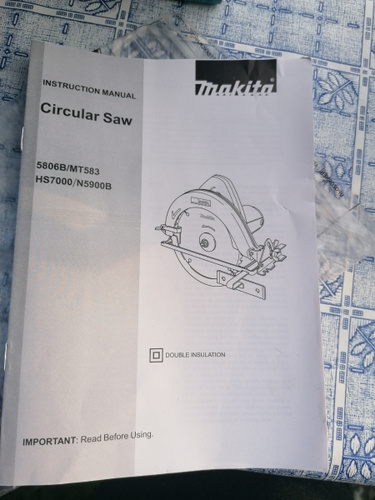 INSTRUCTION MANUAL
Makita
Circular Saw
5806B/MT583
HS7000/N5900B
DOUBLE INSULATION
IMPORTANT: Read Before Using.